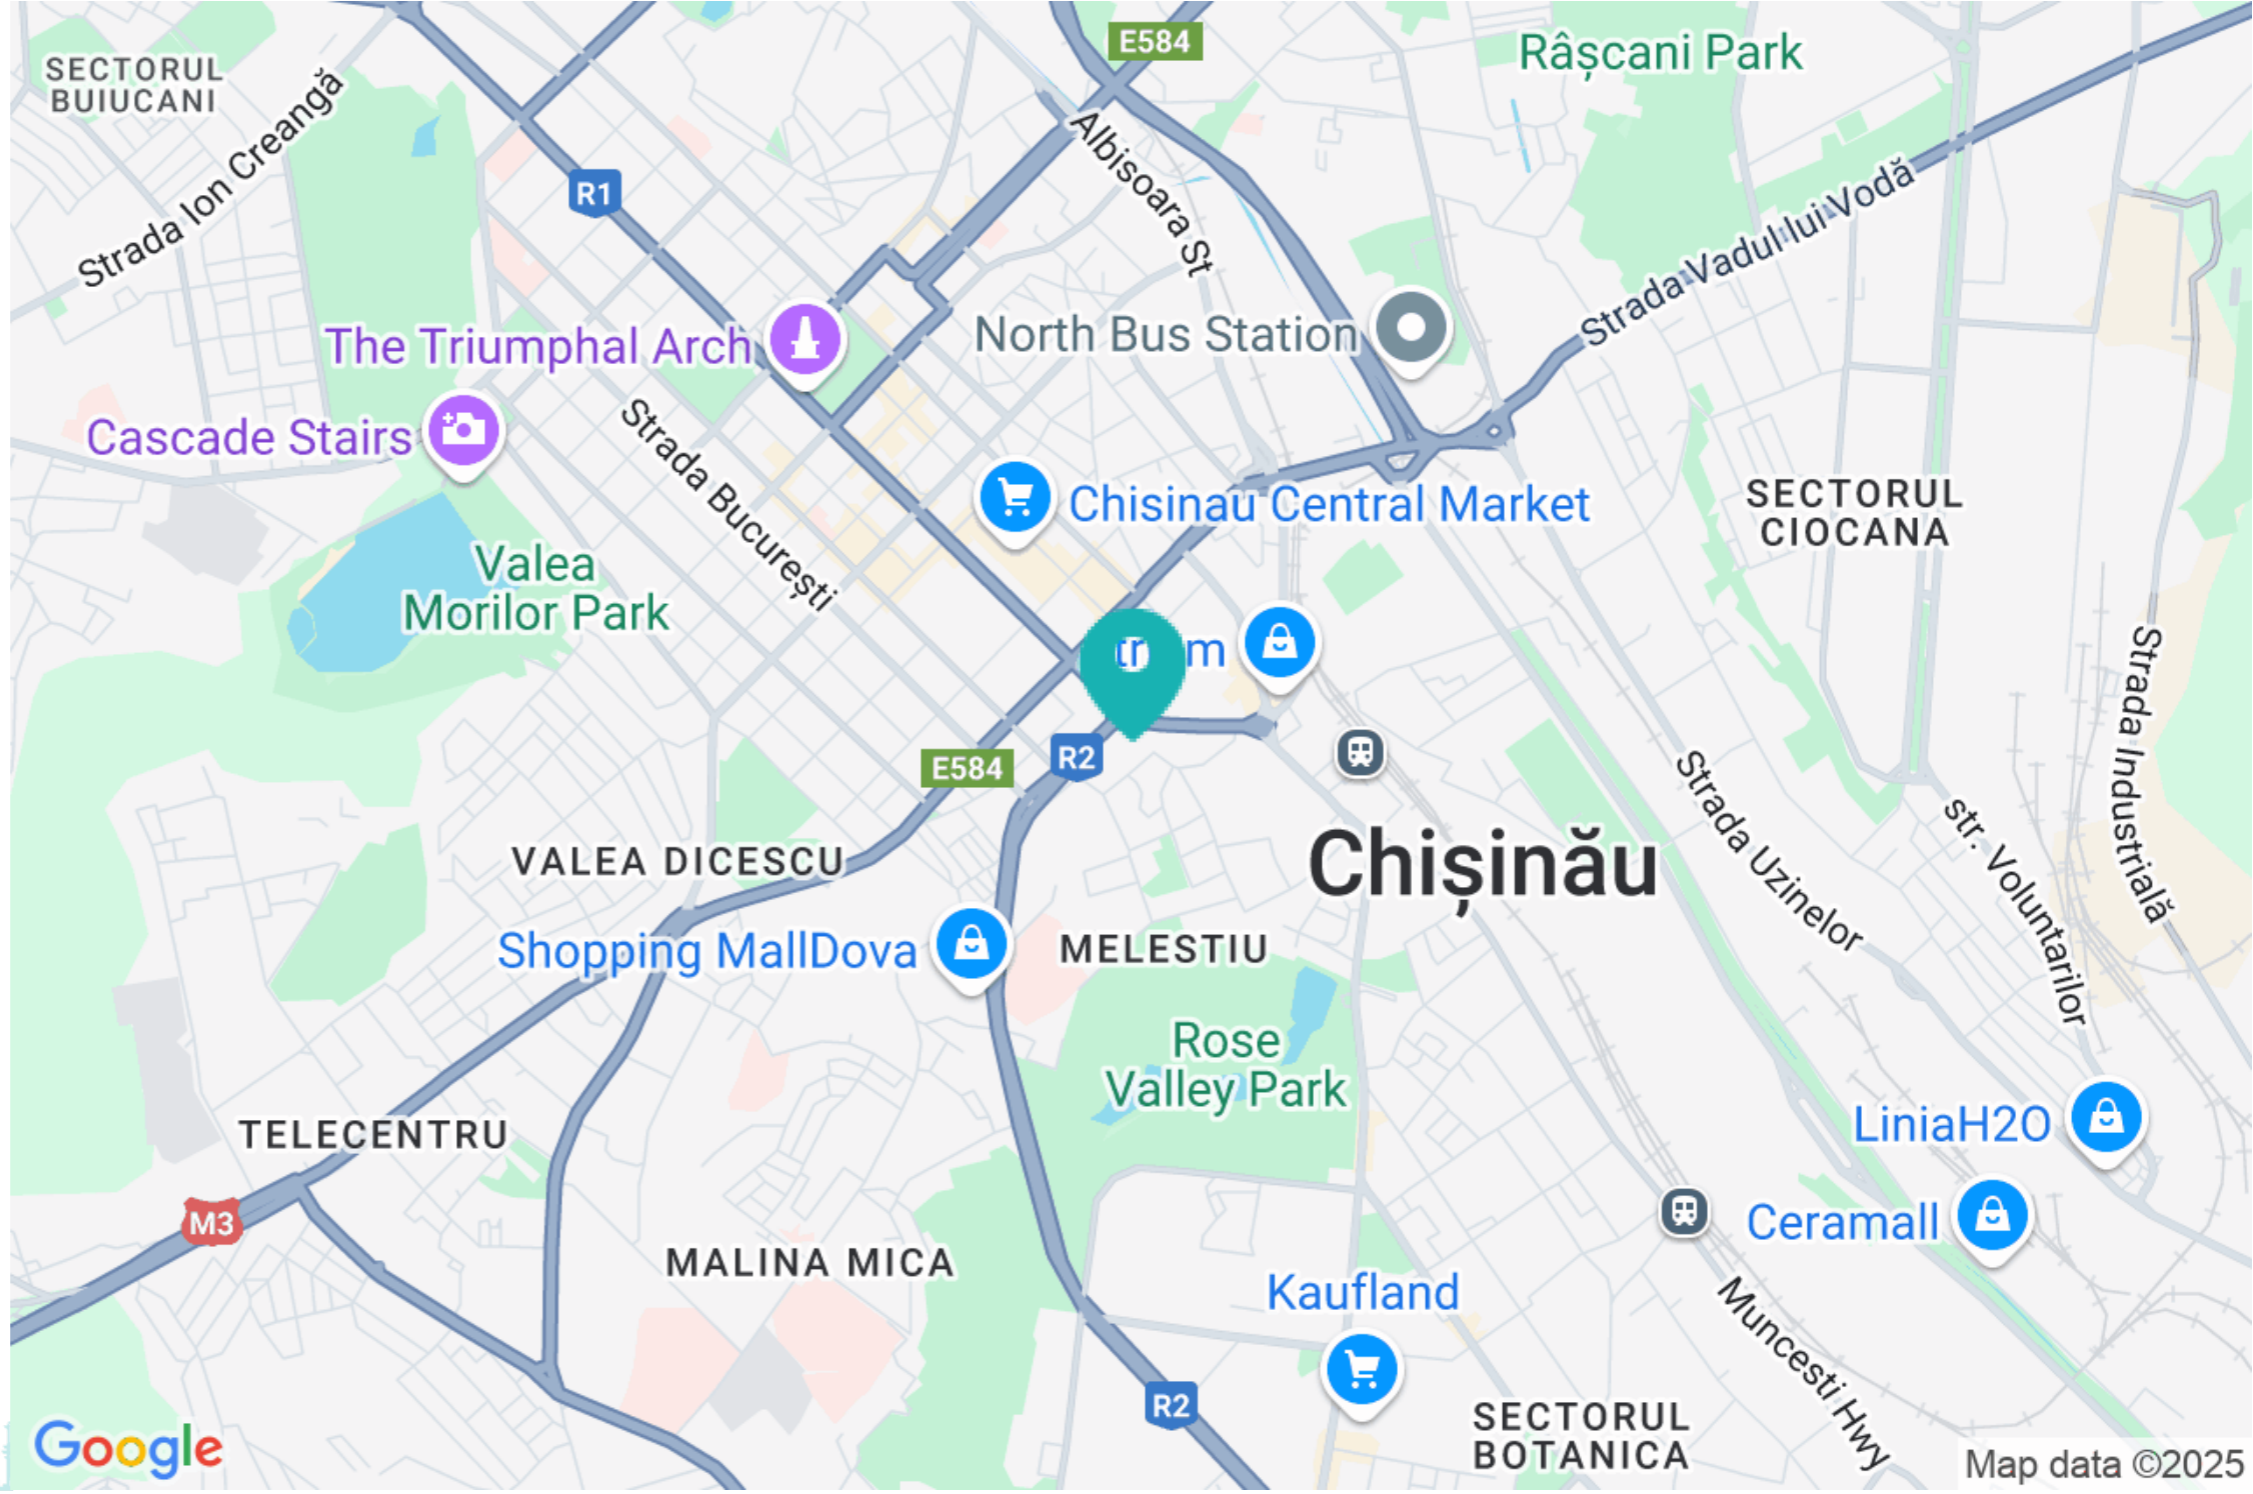 E584
Râșcani Park
SECTORUL
BUIUCANI
Strada Ion Creangă
Albisoara St
R1
Strada Vadul lui Vodă
The Triumphal Arch
North Bus Station
Cascade Stairs
Strada București
Chisinau Central Market
SECTORUL
CIOCANA
Valea
Morilor Park
Strada Industrială
E584
R2
Strada Uzinelor
str. Voluntarilor
VALEA DICESCU
Chișinău
Shopping MallDova
MELESTIU
Rose
Valley Park
TELECENTRU
LiniaH2O
M3
Ceramall
MALINA MICA
Kaufland
Muncesti Hwy
R2
SECTORUL
BOTANICA
Google
Map data ©2025